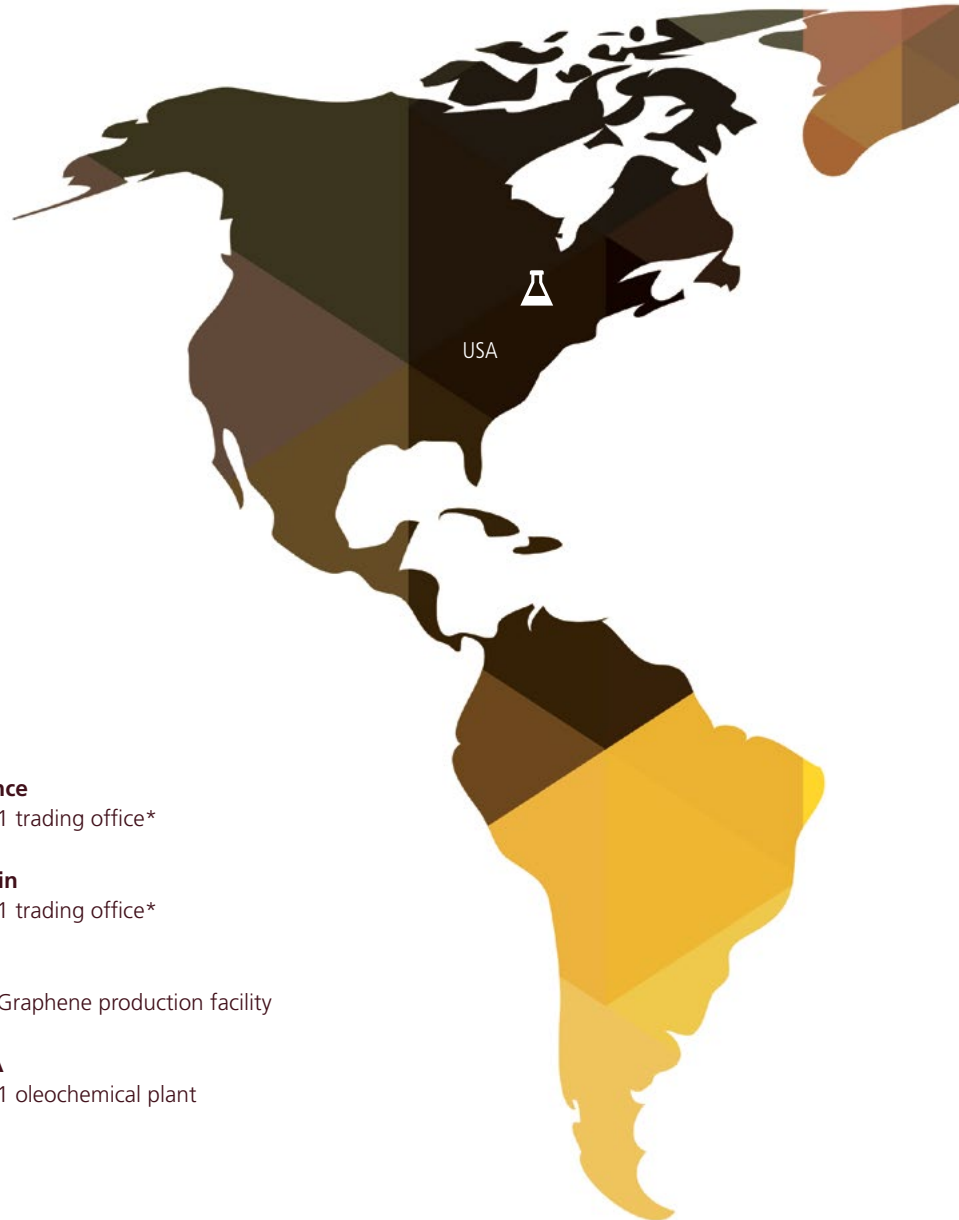 USA
nce
1 trading office*
in
1 trading office*
Graphene production facility
A
1 oleochemical plant